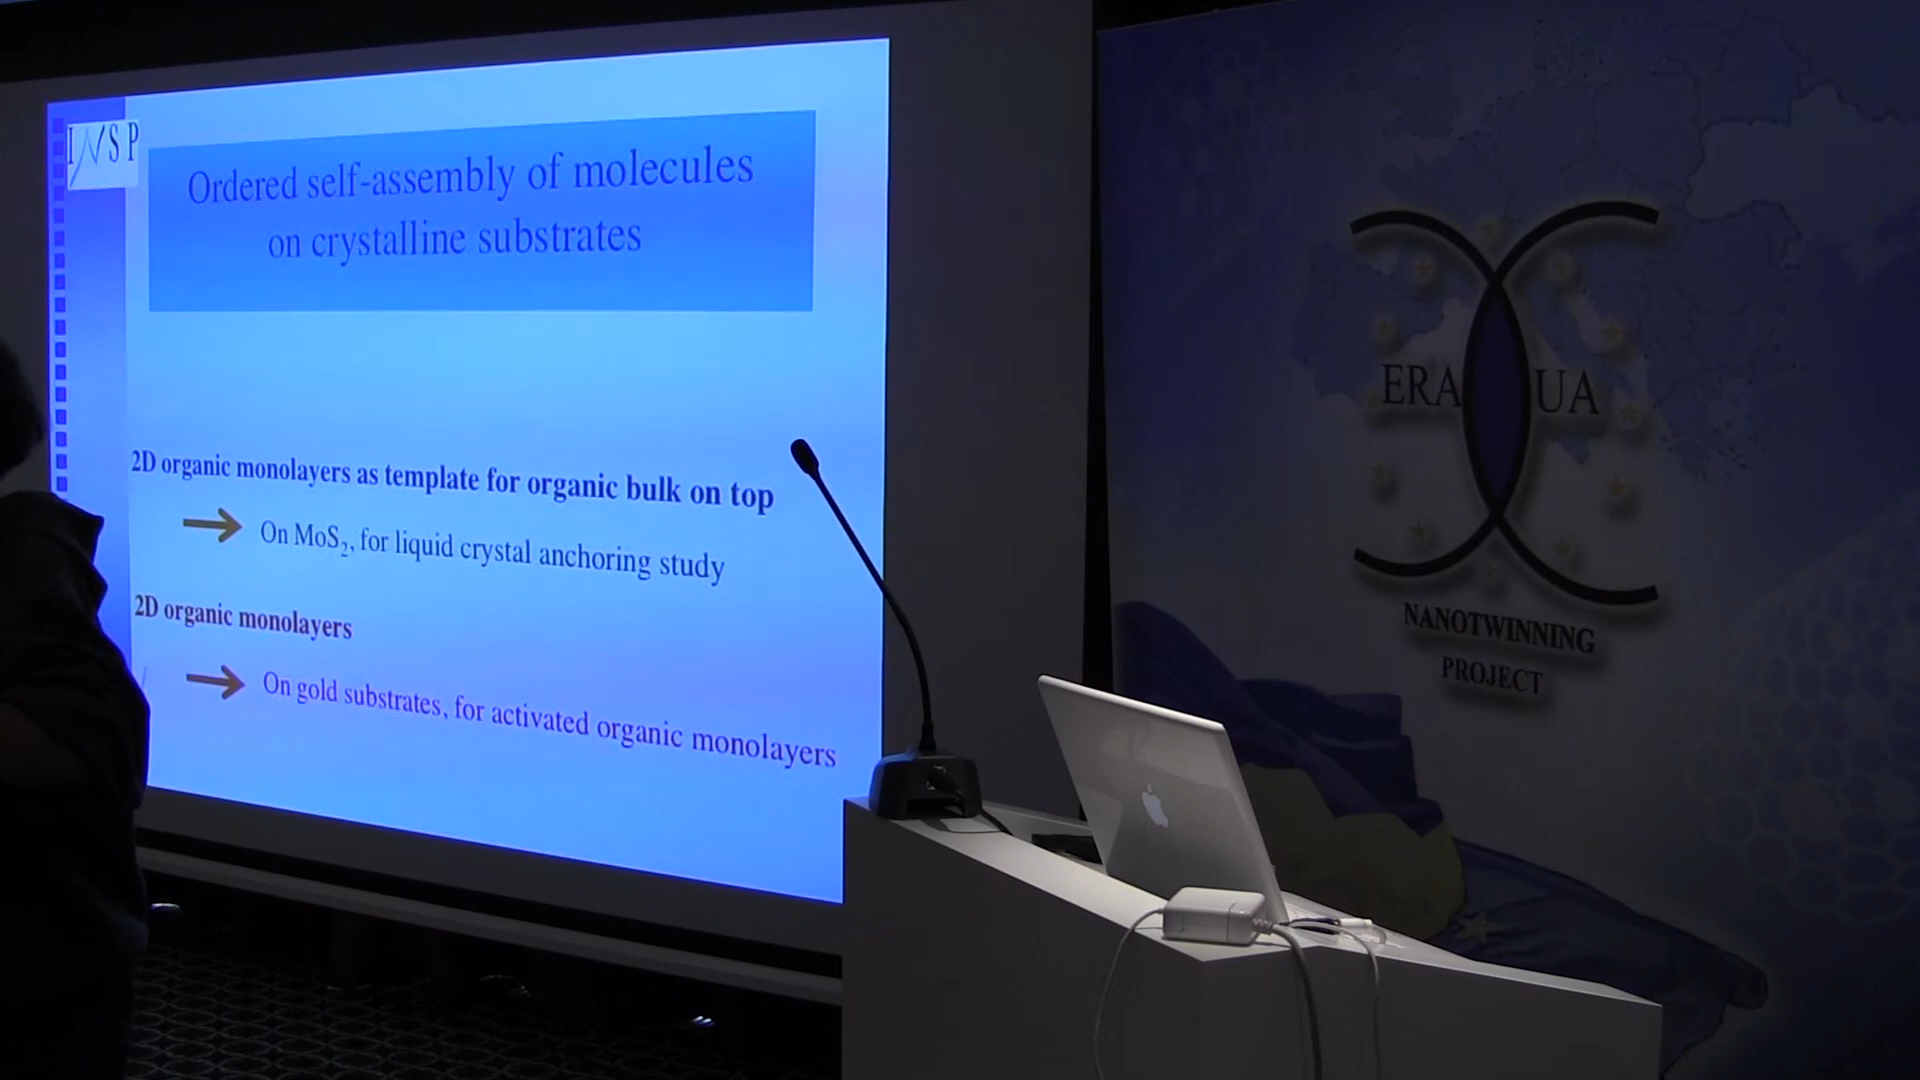 INSP
Ordered self-assembly of molecules
on crystalline substrates
2D organic monolayers as template for organic bulk on top
→ On MoS₂, for liquid crystal anchoring study
2D organic monolayers
→ On gold substrates, for activated organic monolayers
ERA UA
NANOTWINNING
PROJECT